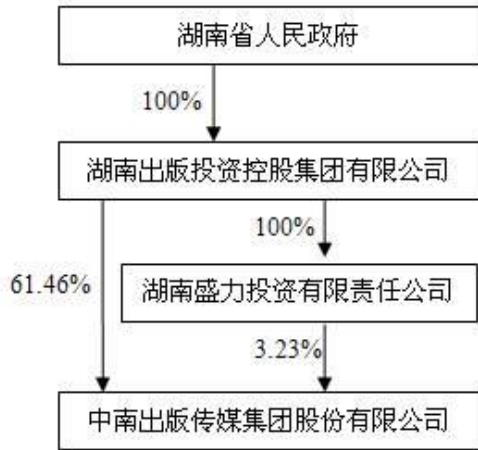 湖南省人民政府
100%
湖南出版投资控股集团有限公司
100%
61.46%
湖南盛力投资有限责任公司
3.23%
中南出版传媒集团股份有限公司